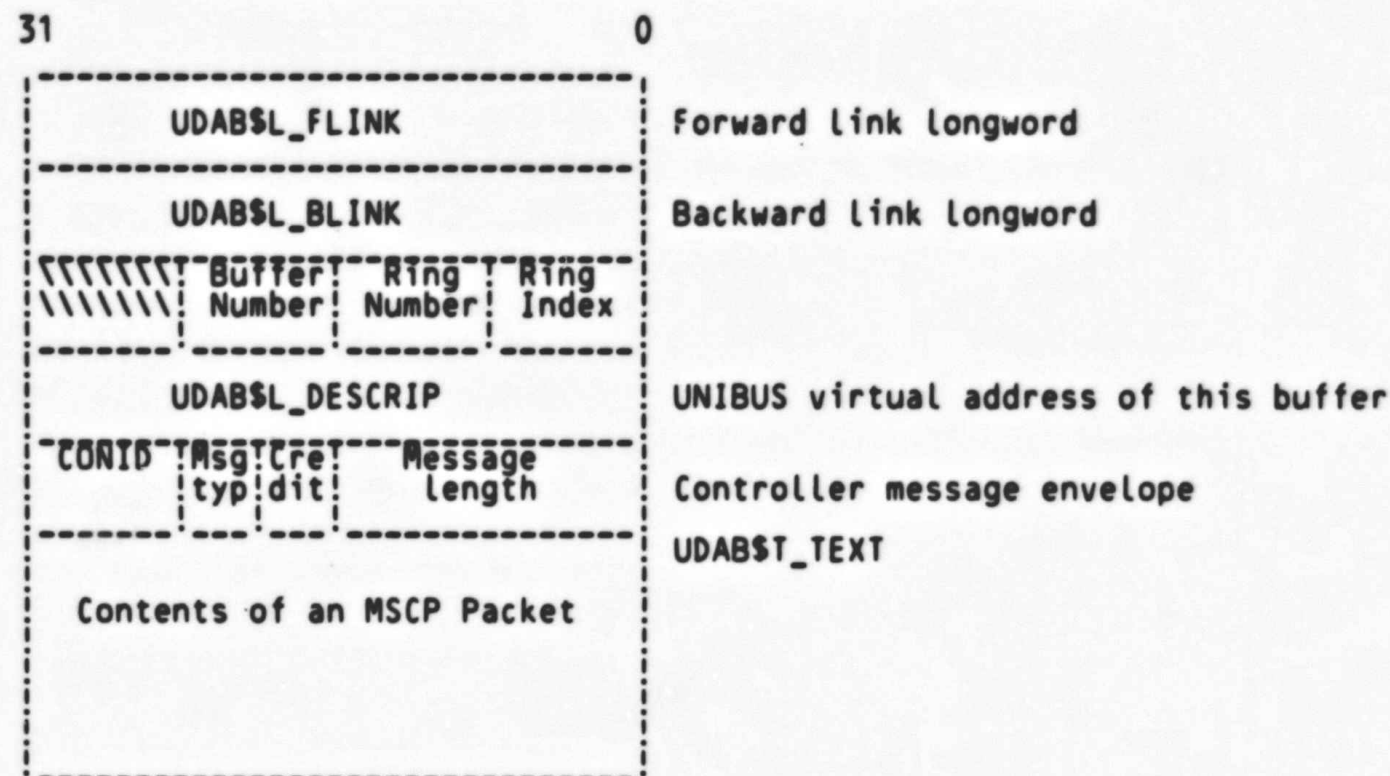 31 0
UDAB$L_FLINK Forward link longword
UDAB$L_BLINK Backward link longword
\\\\\\\! Buffer! Ring ! Ring
\\\\\\\! Number! Number! Index
UDAB$L_DESCRIP UNIBUS virtual address of this buffer
CONID !Msg!Cre! Message
!typ!dit! length Controller message envelope
UDAB$T_TEXT
Contents of an MSCP Packet